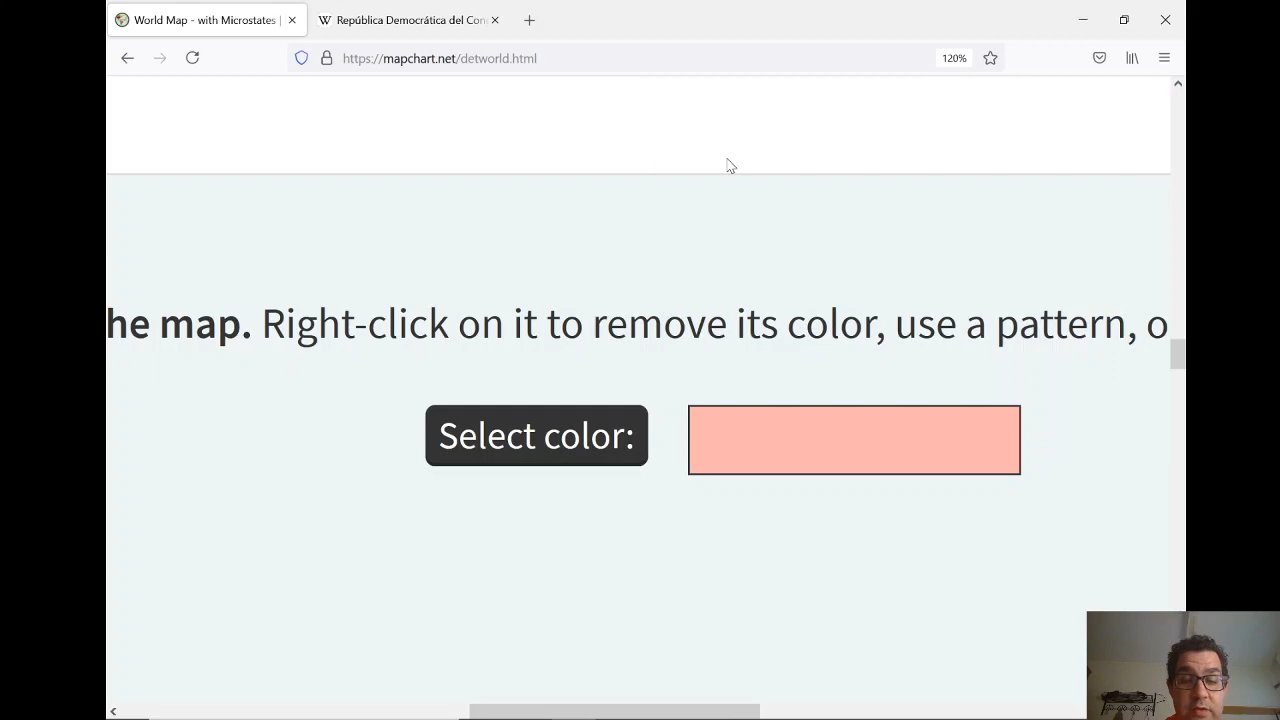 World Map - with Microstates |
República Democrática del Con
https://mapchart.net/detworld.html
120%
he map. Right-click on it to remove its color, use a pattern, o
Select color: